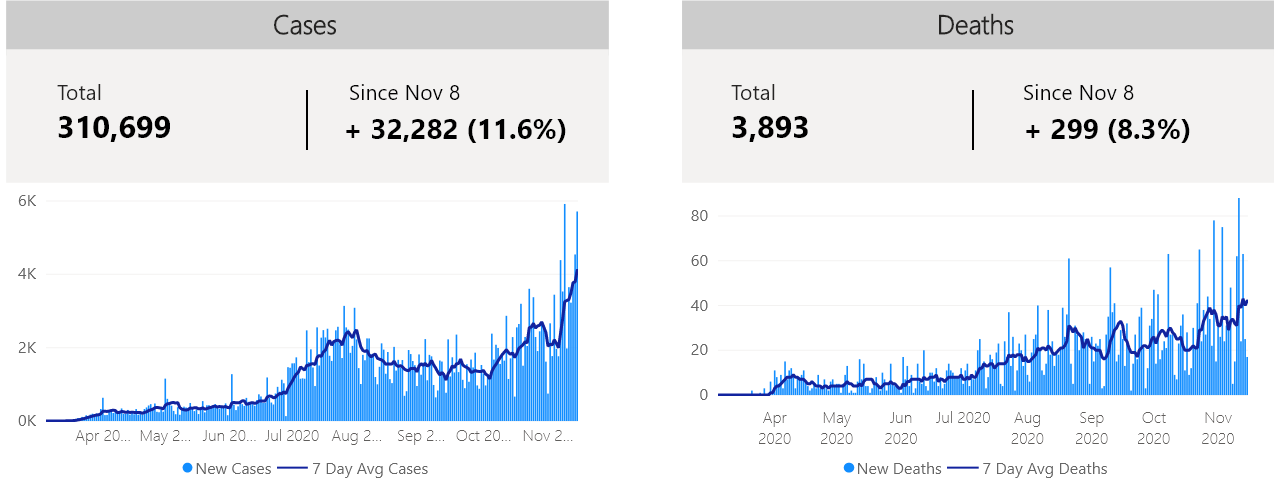 Cases
Total
310,699
Since Nov 8
+ 32,282 (11.6%)
6K
4K
2K
0K
Apr 20... May 2... Jun 20... Jul 2020 Aug 2... Sep 2... Oct 20... Nov 2...
New Cases 7 Day Avg Cases
Deaths
Total
3,893
Since Nov 8
+ 299 (8.3%)
80
60
40
20
0
Apr May Jun Jul 2020 Aug Sep Oct Nov
2020 2020 2020 2020 2020 2020 2020
New Deaths 7 Day Avg Deaths